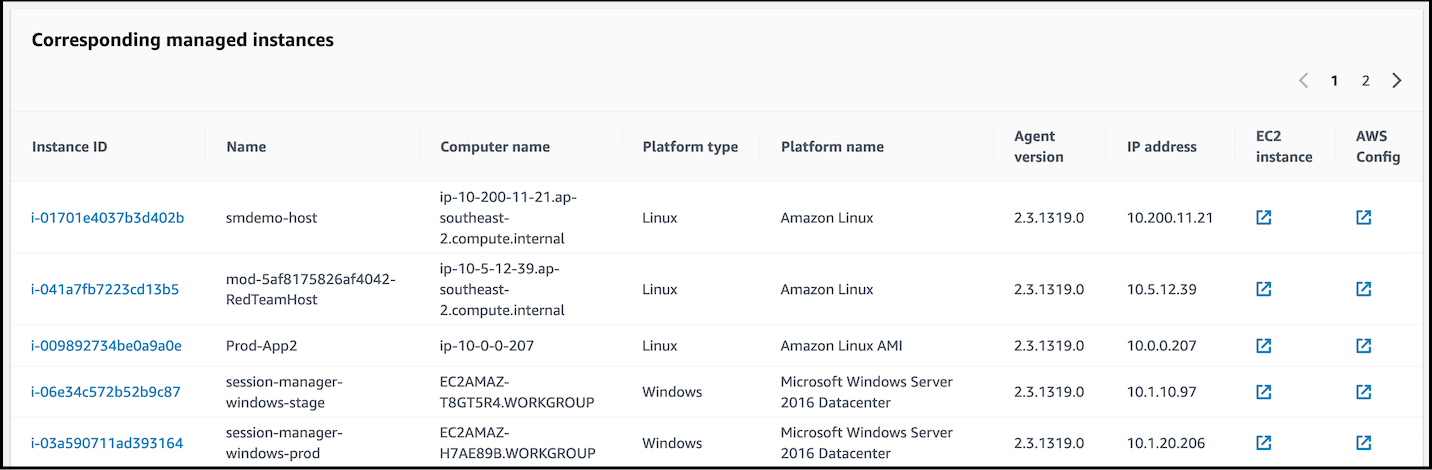 Corresponding managed instances
1 2
Instance ID Name Computer name Platform type Platform name Agent version IP address EC2 instance AWS Config
i-01701e4037b3d402b smdemo-host ip-10-200-11-21.ap-southeast-2.compute.internal Linux Amazon Linux 2.3.1319.0 10.200.11.21
i-041a7fb7223cd13b5 mod-5af8175826af4042-RedTeamHost ip-10-5-12-39.ap-southeast-2.compute.internal Linux Amazon Linux 2.3.1319.0 10.5.12.39
i-009892734be0a9a0e Prod-App2 ip-10-0-0-207 Linux Amazon Linux AMI 2.3.1319.0 10.0.0.207
i-06e34c572b52b9c87 session-manager-windows-stage EC2AMAZ-T8GT5R4.WORKGROUP Windows Microsoft Windows Server 2016 Datacenter 2.3.1319.0 10.1.10.97
i-03a590711ad393164 session-manager-windows-prod EC2AMAZ-H7AE89B.WORKGROUP Windows Microsoft Windows Server 2016 Datacenter 2.3.1319.0 10.1.20.206